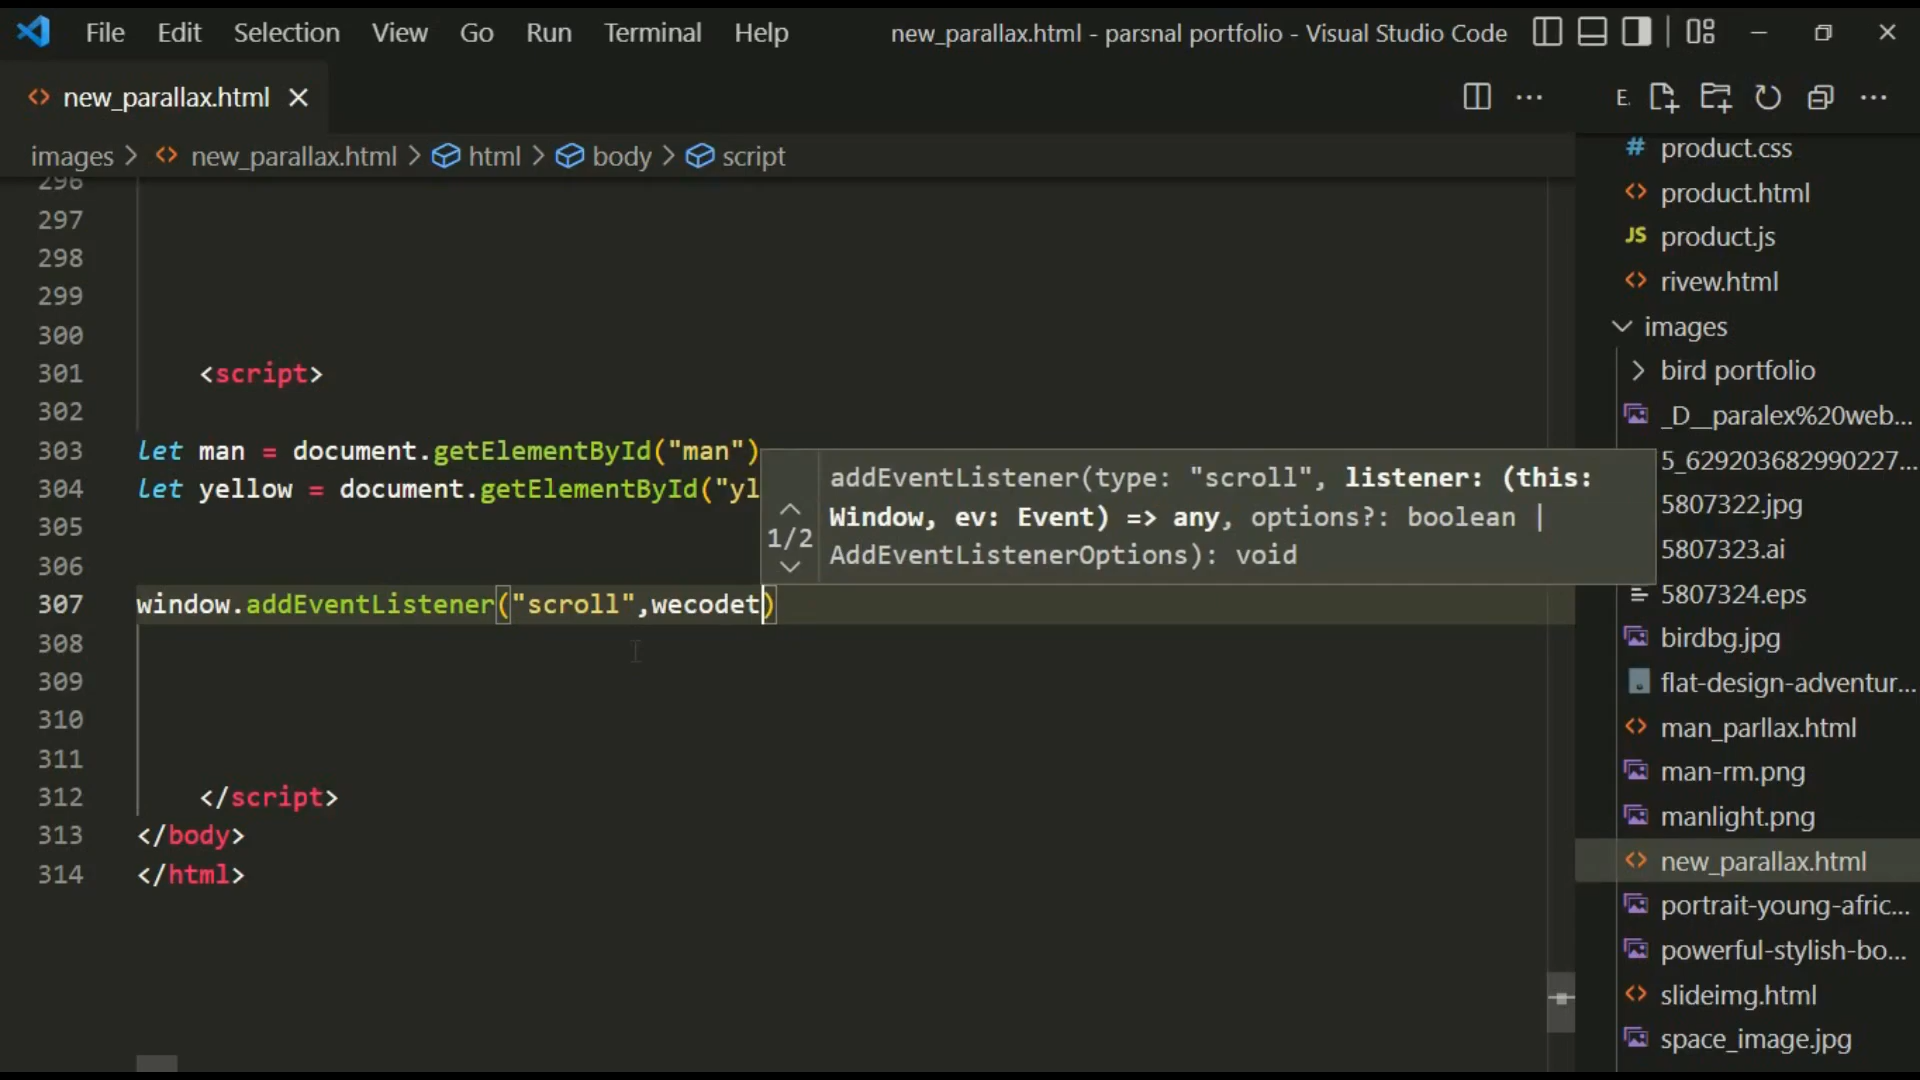 File Edit Selection View Go Run Terminal Help new_parallax.html - parsnal portfolio - Visual Studio Code
new_parallax.html
E.
images > new_parallax.html > html > body > script
296
297
298
299
300
301 <script>
302
303 let man = document.getElementById("man")
304 let yellow = document.getElementById("yl
305
306
307 window.addEventListener("scroll",wecodet)
308
309
310
311
312 </script>
313 </body>
314 </html>
1/2
addEventListener(type: "scroll", listener: (this:
Window, ev: Event) => any, options?: boolean |
AddEventListenerOptions): void
product.css
product.html
JS product.js
rivew.html
images
bird portfolio
_D__paralex%20web...
5_629203682990227...
5807322.jpg
5807323.ai
5807324.eps
birdbg.jpg
flat-design-adventur...
man_parllax.html
man-rm.png
manlight.png
new_parallax.html
portrait-young-afric...
powerful-stylish-bo...
slideimg.html
space_image.jpg